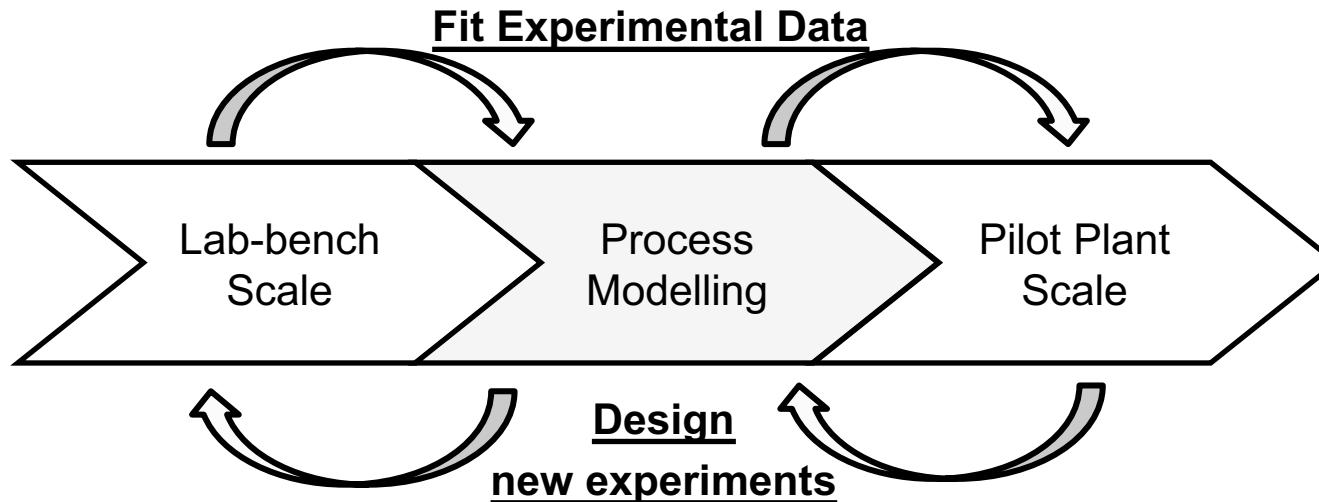 Fit Experimental Data
Lab-bench
Scale
Process
Modelling
Pilot Plant
Scale
Design
new experiments